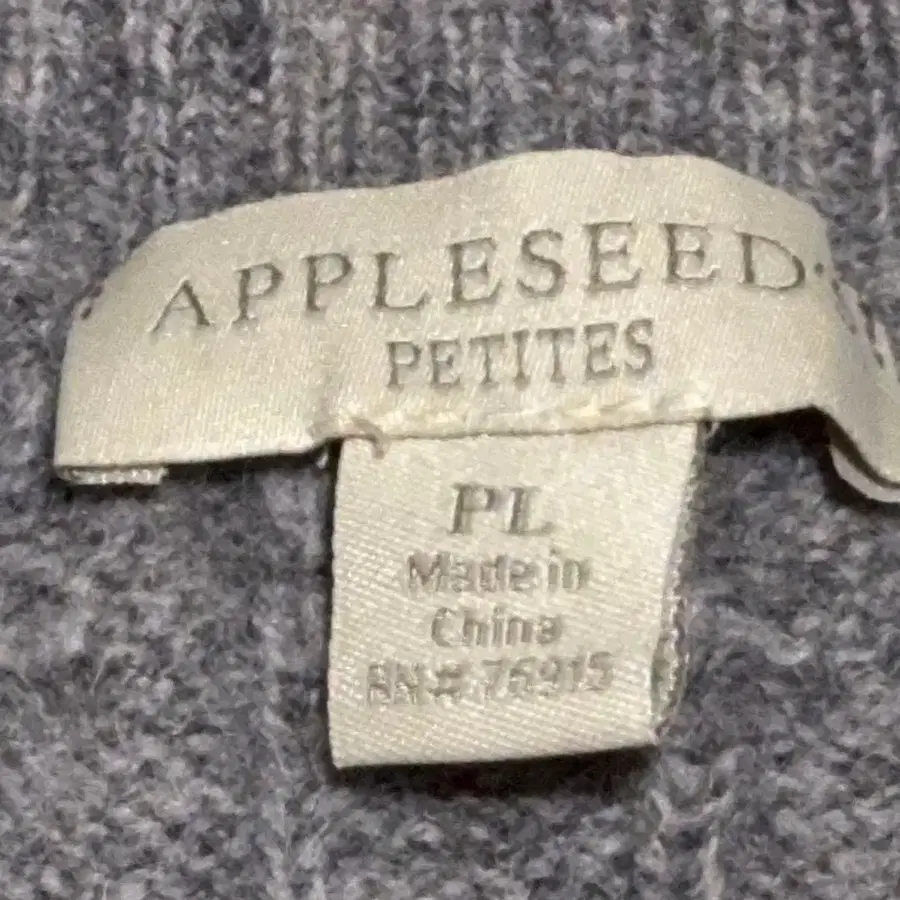 APPLESEED'
PETITES
PL
Made in
China
RN# 76915